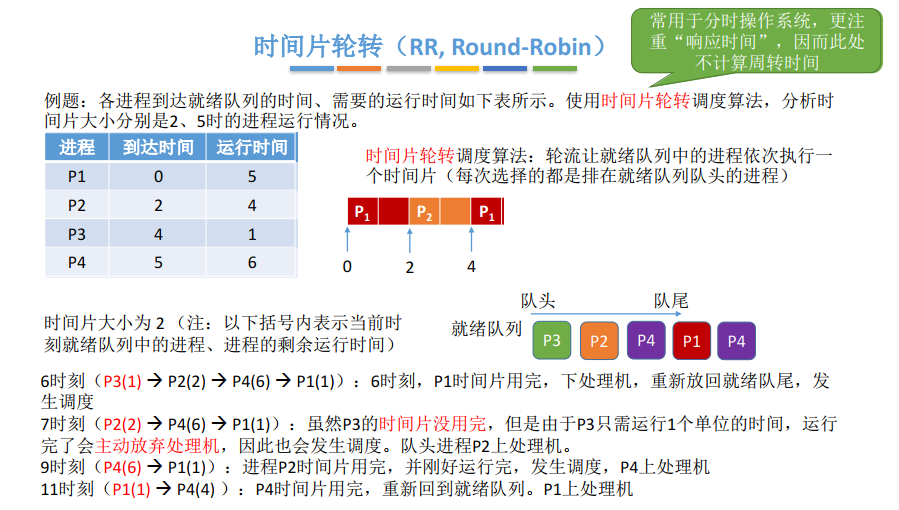 常用于分时操作系统，更注
重“响应时间”，因而此处
不计算周转时间
时间片轮转（RR, Round-Robin）
例题：各进程到达就绪队列的时间、需要的运行时间如下表所示。使用时间片轮转调度算法，分析时
间片大小分别是2、5时的进程运行情况。
进程 到达时间 运行时间
P1 0 5
P2 2 4
P3 4 1
P4 5 6
时间片轮转调度算法：轮流让就绪队列中的进程依次执行一
个时间片（每次选择的都是排在就绪队列队头的进程）
P1 P2 P1
0 2 4
队头 队尾
就绪队列 P3 P2 P4 P1 P4
时间片大小为 2 （注：以下括号内表示当前时
刻就绪队列中的进程、进程的剩余运行时间）
6时刻（P3(1) → P2(2) → P4(6) → P1(1)）：6时刻，P1时间片用完，下处理机，重新放回就绪队尾，发
生调度
7时刻（P2(2) → P4(6) → P1(1)）：虽然P3的时间片没用完，但是由于P3只需运行1个单位的时间，运行
完了会主动放弃处理机，因此也会发生调度。队头进程P2上处理机。
9时刻（P4(6) → P1(1)）：进程P2时间片用完，并刚好运行完，发生调度，P4上处理机
11时刻（P1(1) → P4(4) ）：P4时间片用完，重新回到就绪队列。P1上处理机